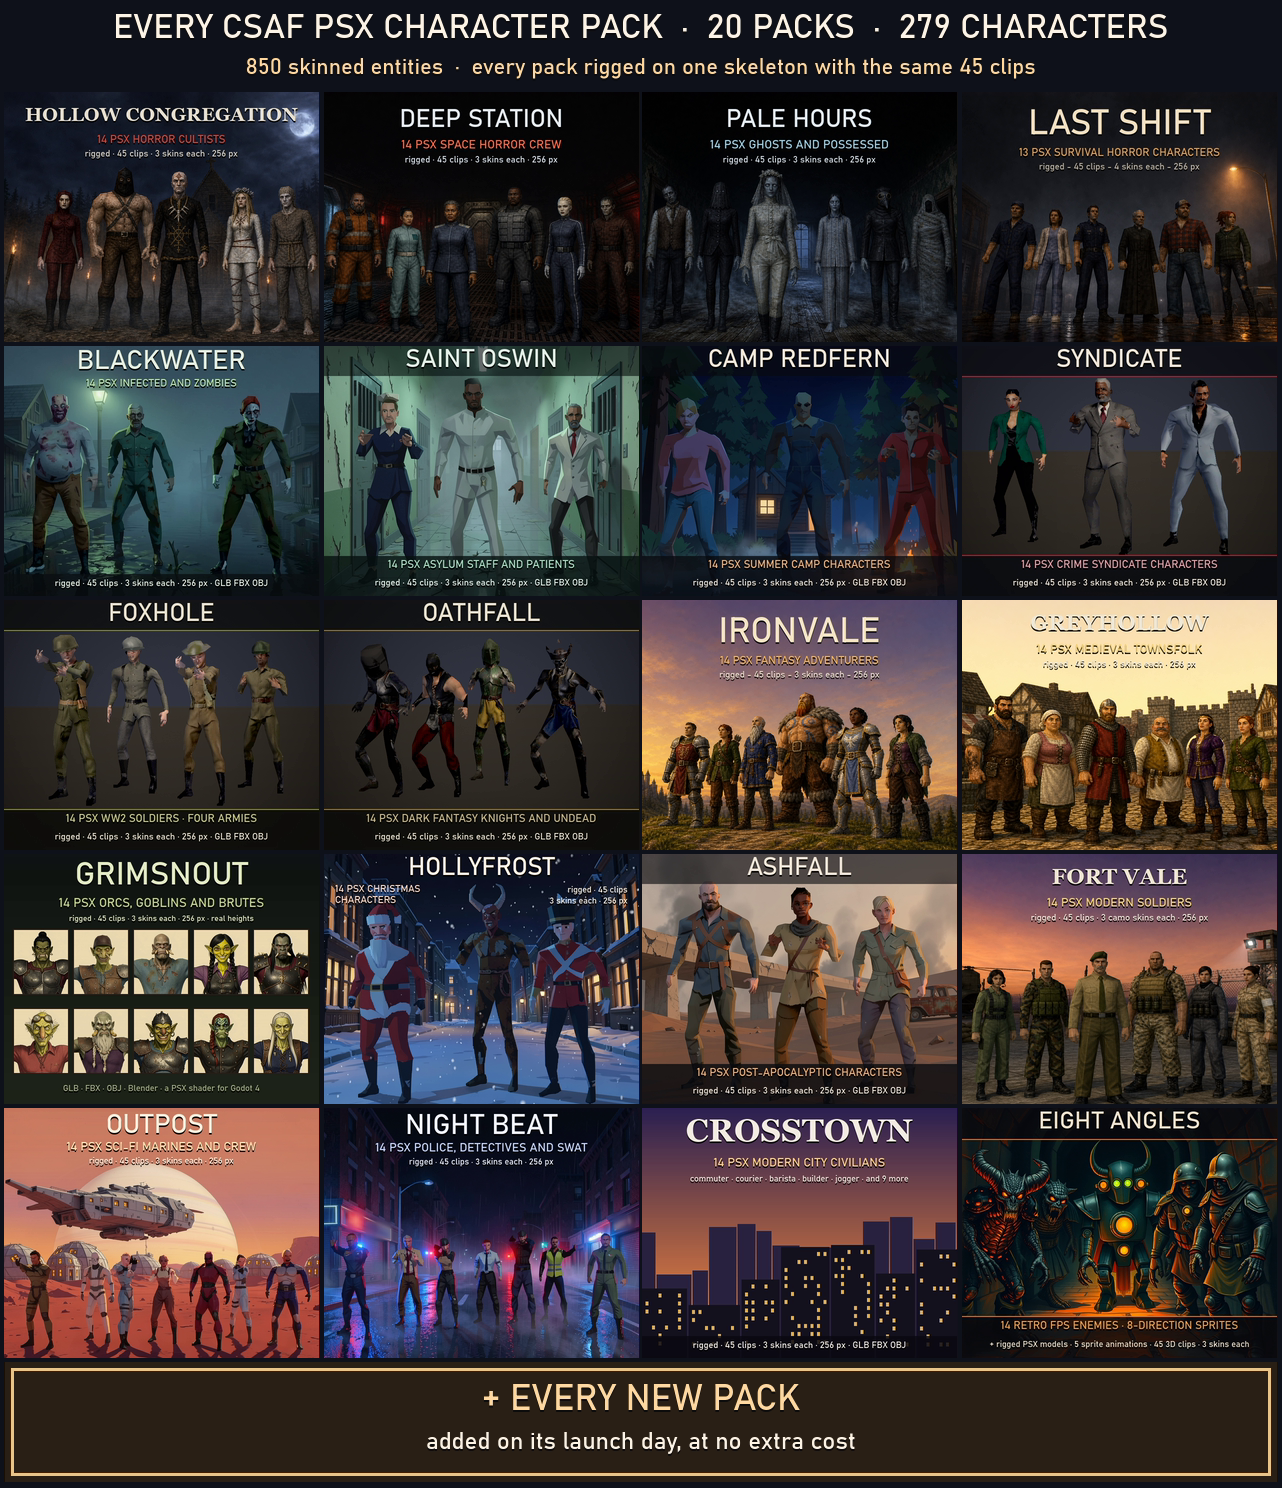 EVERY CSAF PSX CHARACTER PACK · 20 PACKS · 279 CHARACTERS
850 skinned entities · every pack rigged on one skeleton with the same 45 clips
HOLLOW CONGREGATION
14 PSX HORROR CULTISTS
rigged · 45 clips · 3 skins each · 256 px
DEEP STATION
14 PSX SPACE HORROR CREW
rigged · 45 clips · 3 skins each · 256 px
PALE HOURS
14 PSX GHOSTS AND POSSESSED
rigged · 45 clips · 3 skins each · 256 px
LAST SHIFT
13 PSX SURVIVAL HORROR CHARACTERS
rigged - 45 clips - 4 skins each - 256 px
BLACKWATER
14 PSX INFECTED AND ZOMBIES
rigged · 45 clips · 3 skins each · 256 px · GLB FBX OBJ
SAINT OSWIN
14 PSX ASYLUM STAFF AND PATIENTS
rigged · 45 clips · 3 skins each · 256 px · GLB FBX OBJ
CAMP REDFERN
14 PSX SUMMER CAMP CHARACTERS
rigged · 45 clips · 3 skins each · 256 px · GLB FBX OBJ
SYNDICATE
14 PSX CRIME SYNDICATE CHARACTERS
rigged · 45 clips · 3 skins each · 256 px · GLB FBX OBJ
FOXHOLE
14 PSX WW2 SOLDIERS · FOUR ARMIES
rigged · 45 clips · 3 skins each · 256 px · GLB FBX OBJ
OATHFALL
14 PSX DARK FANTASY KNIGHTS AND UNDEAD
rigged · 45 clips · 3 skins each · 256 px · GLB FBX OBJ
IRONVALE
14 PSX FANTASY ADVENTURERS
rigged - 45 clips - 3 skins each - 256 px
GREYHOLLOW
14 PSX MEDIEVAL TOWNSFOLK
rigged · 45 clips · 3 skins each · 256 px
GRIMSNOUT
14 PSX ORCS, GOBLINS AND BRUTES
rigged · 45 clips · 3 skins each · 256 px · real heights
GLB · FBX · OBJ · Blender · a PSX shader for Godot 4
HOLLYFROST
14 PSX CHRISTMAS
CHARACTERS
rigged · 45 clips
3 skins each · 256 px
ASHFALL
14 PSX POST-APOCALYPTIC CHARACTERS
rigged · 45 clips · 3 skins each · 256 px · GLB FBX OBJ
FORT VALE
14 PSX MODERN SOLDIERS
rigged · 45 clips · 3 camo skins each · 256 px
OUTPOST
14 PSX SCI-FI MARINES AND CREW
rigged · 45 clips · 3 skins each · 256 px
NIGHT BEAT
14 PSX POLICE, DETECTIVES AND SWAT
rigged · 45 clips · 3 skins each · 256 px
CROSSTOWN
14 PSX MODERN CITY CIVILIANS
commuter · courier · barista · builder · jogger · and 9 more
rigged · 45 clips · 3 skins each · 256 px · GLB FBX OBJ
EIGHT ANGLES
14 RETRO FPS ENEMIES · 8-DIRECTION SPRITES
+ rigged PSX models · 5 sprite animations · 45 3D clips · 3 skins each
+ EVERY NEW PACK
added on its launch day, at no extra cost